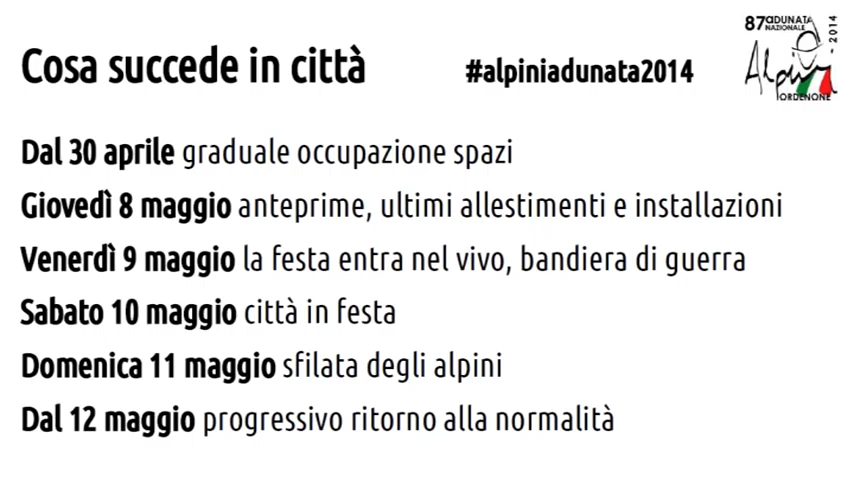 87aDUNATA
NAZIONALE
Alpini
- 2014
PORDENONE
Cosa succede in città
#alpiniadunata2014
Dal 30 aprile graduale occupazione spazi
Giovedì 8 maggio anteprime, ultimi allestimenti e installazioni
Venerdì 9 maggio la festa entra nel vivo, bandiera di guerra
Sabato 10 maggio città in festa
Domenica 11 maggio sfilata degli alpini
Dal 12 maggio progressivo ritorno alla normalità